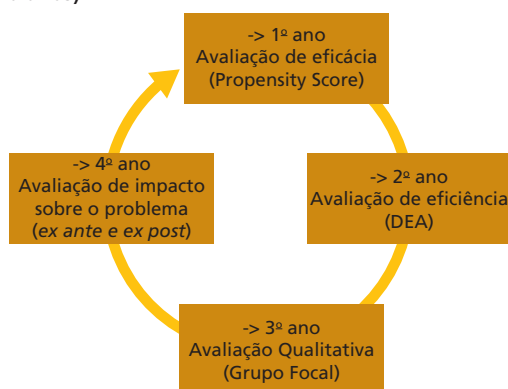 -> 1º ano
Avaliação de eficácia
(Propensity Score)
-> 2º ano
Avaliação de eficiência
(DEA)
-> 3º ano
Avaliação Qualitativa
(Grupo Focal)
-> 4º ano
Avaliação de impacto
sobre o problema
(ex ante e ex post)